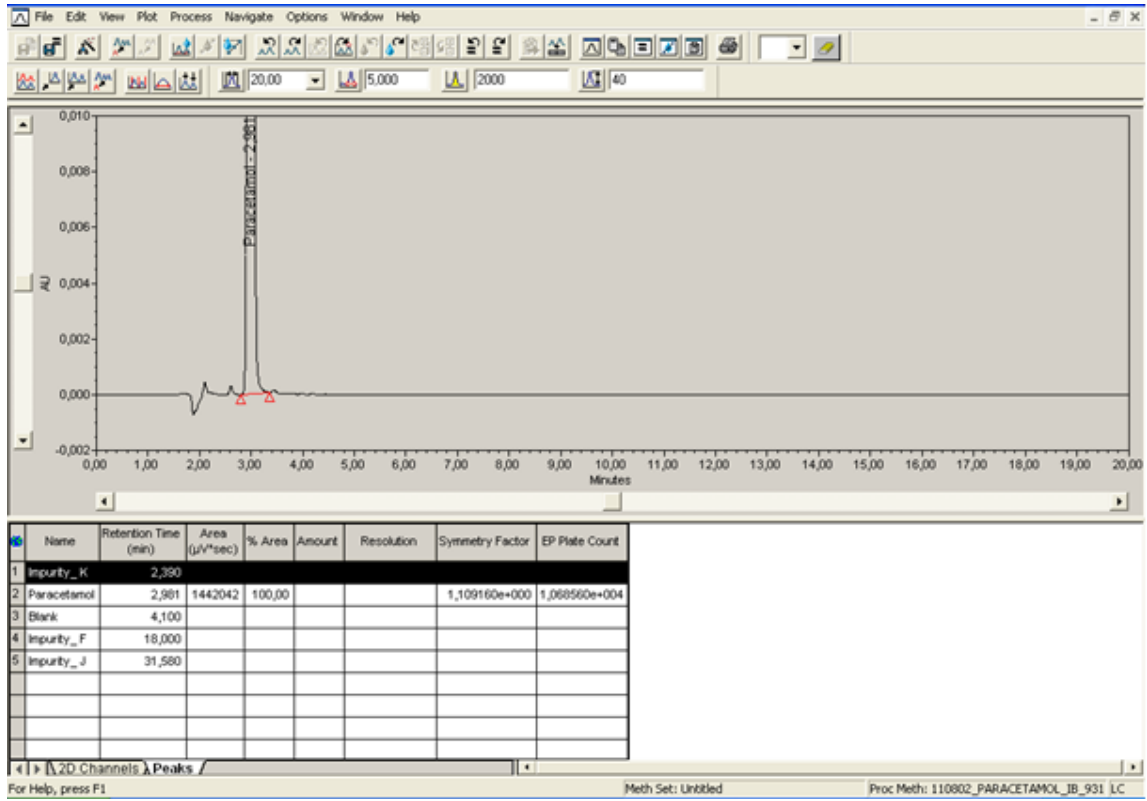 File Edit View Plot Process Navigate Options Window Help
20,00 5,000 2000 40
0,010
0,008
0,006
0,004
0,002
0,000
-0,002
AU
Paracetamol - 2,981
0,00 1,00 2,00 3,00 4,00 5,00 6,00 7,00 8,00 9,00 10,00 11,00 12,00 13,00 14,00 15,00 16,00 17,00 18,00 19,00 20,00
Minutes
Name Retention Time (min) Area (µV*sec) % Area Amount Resolution Symmetry Factor EP Plate Count
1 Impurity_K 2,390
2 Paracetamol 2,981 1442042 100,00 1,109160e+000 1,068560e+004
3 Blank 4,100
4 Impurity_F 18,000
5 Impurity_J 31,580
2D Channels Peaks
For Help, press F1 Meth Set: Untitled Proc Meth: 110802_PARACETAMOL_IB_931 LC